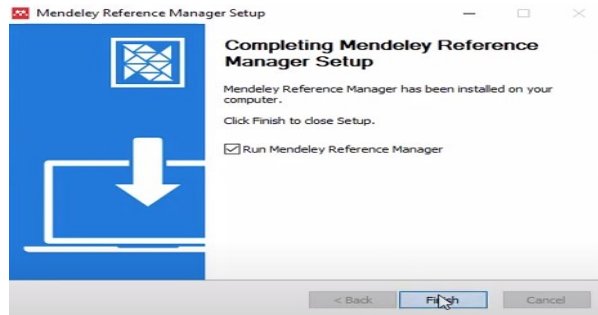 Mendeley Reference Manager Setup
Completing Mendeley Reference
Manager Setup
Mendeley Reference Manager has been installed on your
computer.
Click Finish to close Setup.
Run Mendeley Reference Manager
< Back Finish Cancel